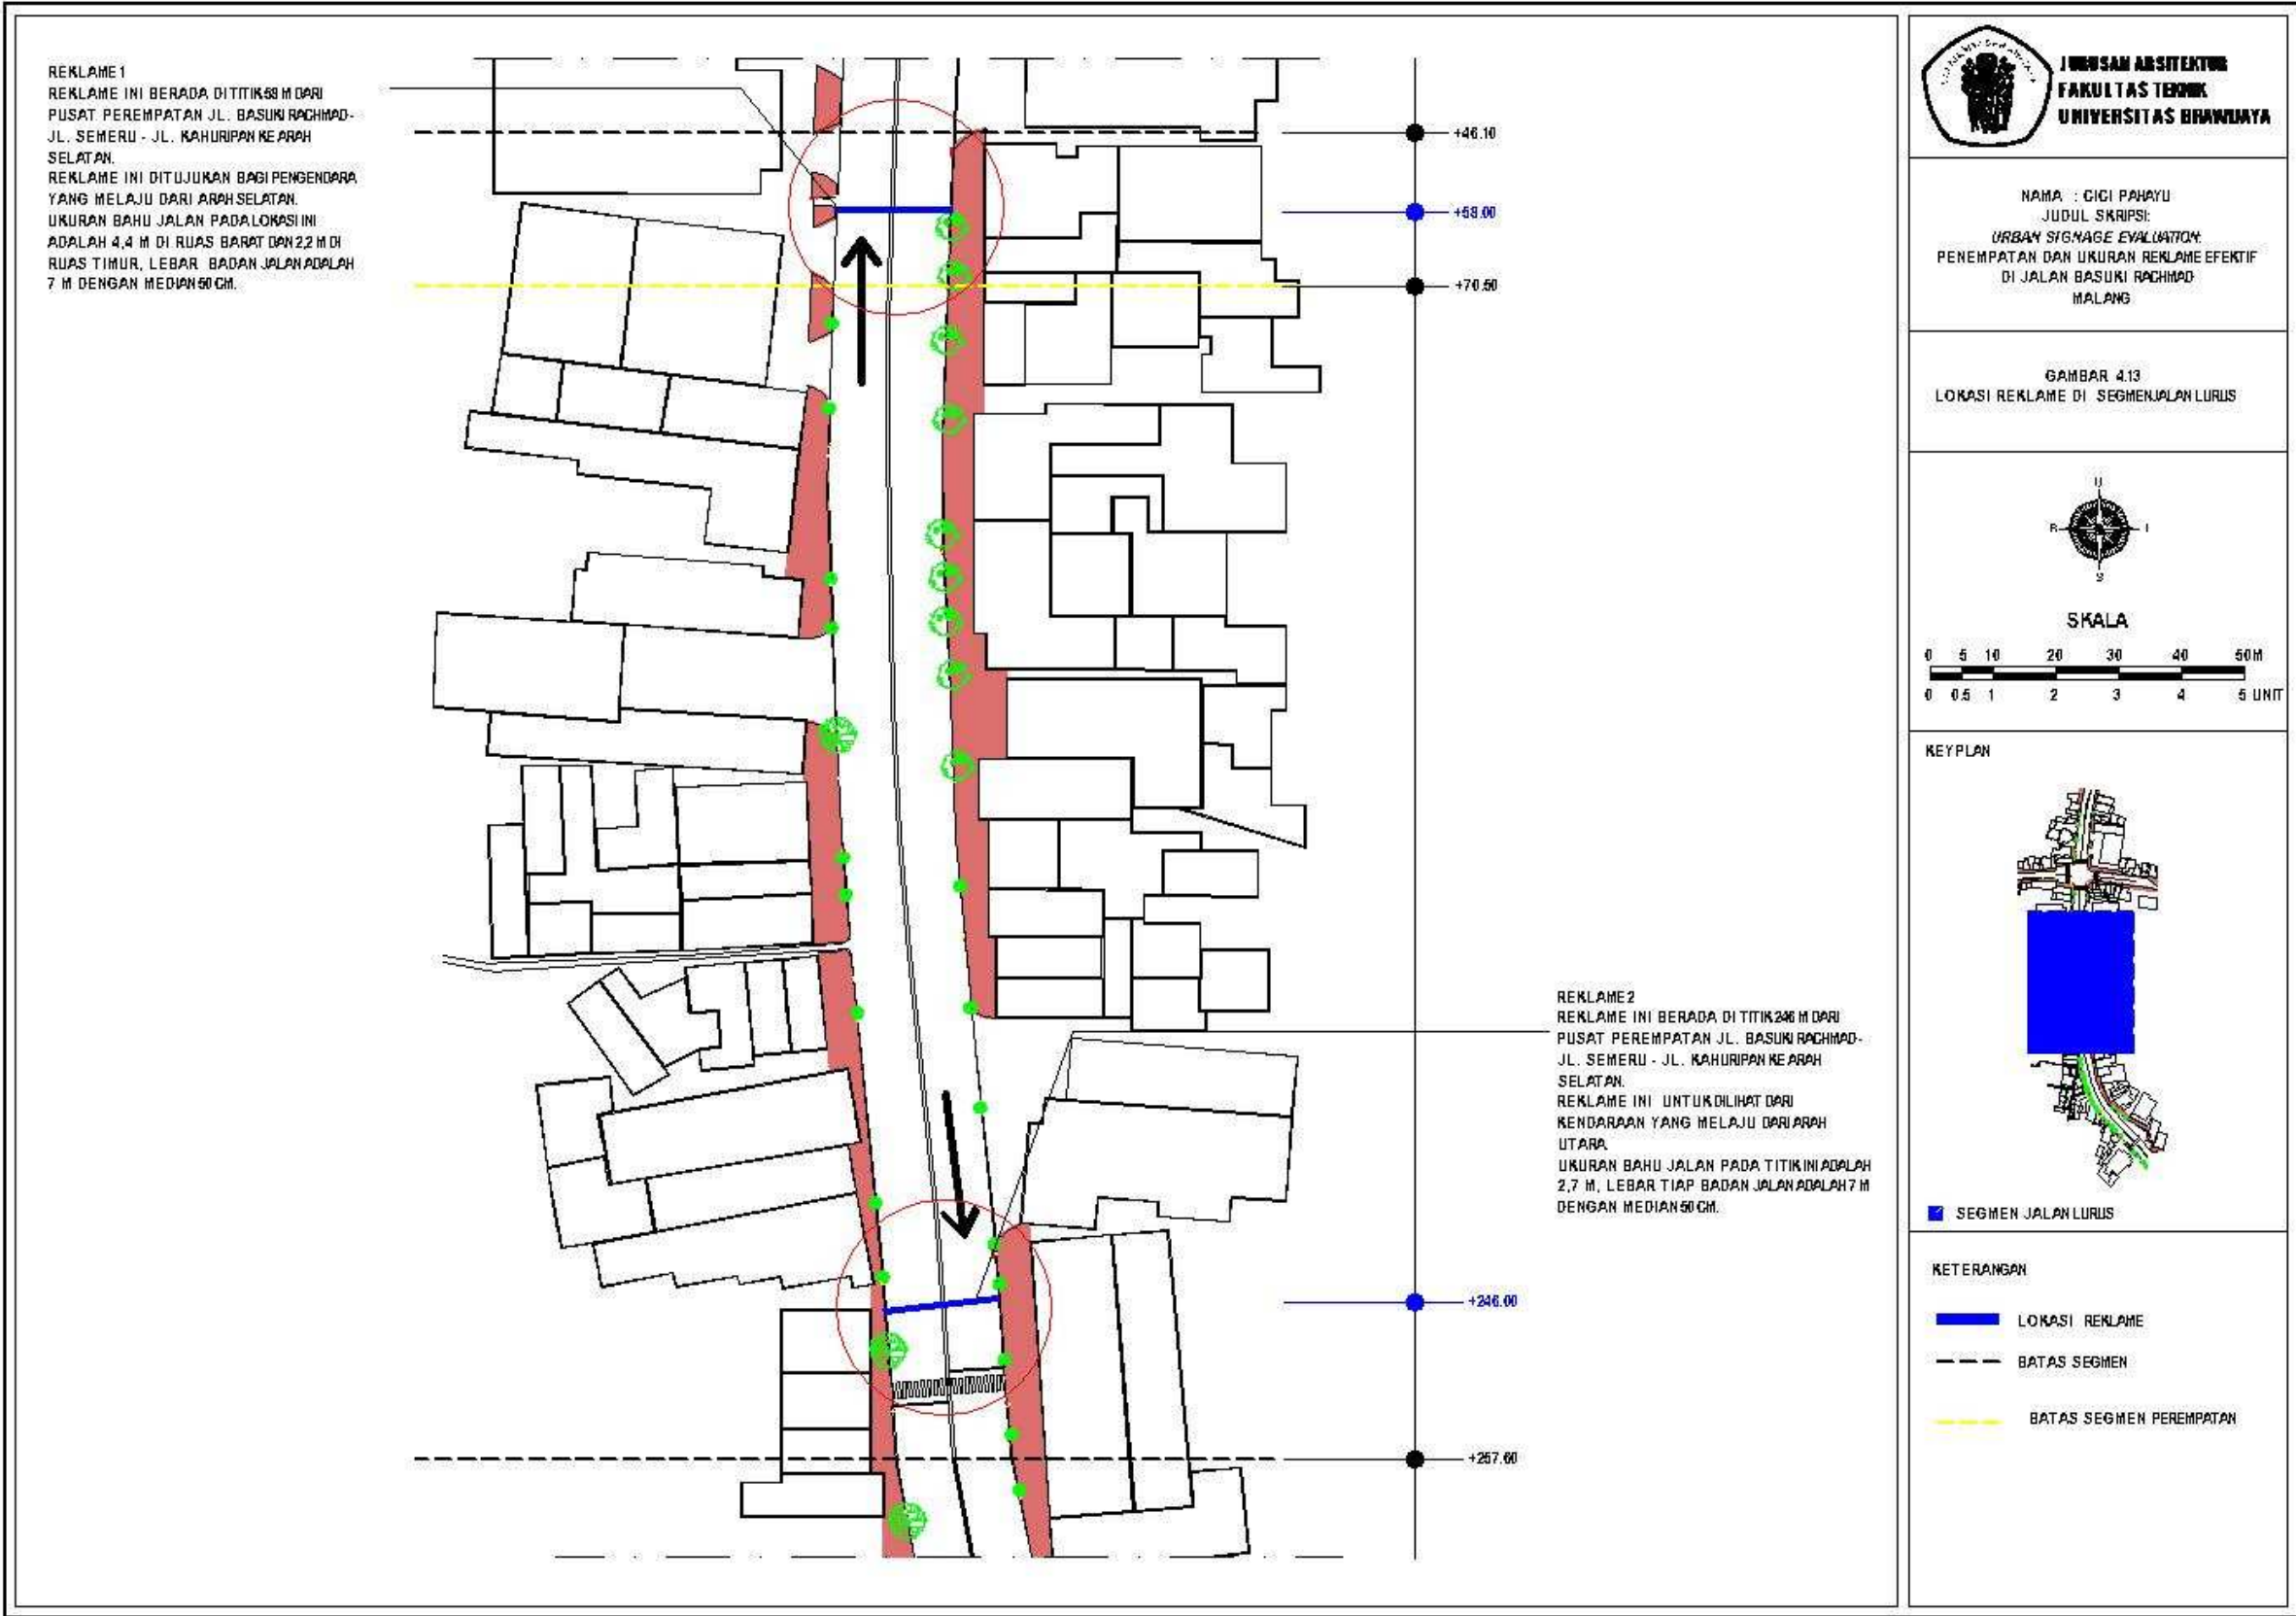 REKLAME 1
REKLAME INI BERADA DI TITIK 58 M DARI
PUSAT PEREMPATAN JL. BASUKI RACHMAD-
JL. SEMERU - JL. KAHURIPAN KE ARAH
SELATAN.
REKLAME INI DITUJUKAN BAGI PENGENDARA
YANG MELAJU DARI ARAH SELATAN.
UKURAN BAHU JALAN PADA LOKASI INI
ADALAH 4,4 M DI RUAS BARAT DAN 2,2 M DI
RUAS TIMUR, LEBAR BADAN JALAN ADALAH
7 M DENGAN MEDIAN 50 CM.
+46.10
+58.00
+70.50
REKLAME 2
REKLAME INI BERADA DI TITIK 246 M DARI
PUSAT PEREMPATAN JL. BASUKI RACHMAD-
JL. SEMERU - JL. KAHURIPAN KE ARAH
SELATAN.
REKLAME INI UNTUK DILIHAT DARI
KENDARAAN YANG MELAJU DARI ARAH
UTARA.
UKURAN BAHU JALAN PADA TITIK INI ADALAH
2,7 M, LEBAR TIAP BADAN JALAN ADALAH 7 M
DENGAN MEDIAN 50 CM.
+246.00
+257.60
JURUSAN ARSITEKTUR
FAKULTAS TEKNIK
UNIVERSITAS BRAWIJAYA
NAMA : CICI PAHAYU
JUDUL SKRIPSI:
URBAN SIGNAGE EVALUATION:
PENEMPATAN DAN UKURAN REKLAME EFEKTIF
DI JALAN BASUKI RACHMAD
MALANG
GAMBAR 4.13
LOKASI REKLAME DI SEGMEN JALAN LURUS
U
B T
S
SKALA
0 5 10 20 30 40 50 M
0 0.5 1 2 3 4 5 UNIT
KEYPLAN
SEGMEN JALAN LURUS
KETERANGAN
LOKASI REKLAME
BATAS SEGMEN
BATAS SEGMEN PEREMPATAN